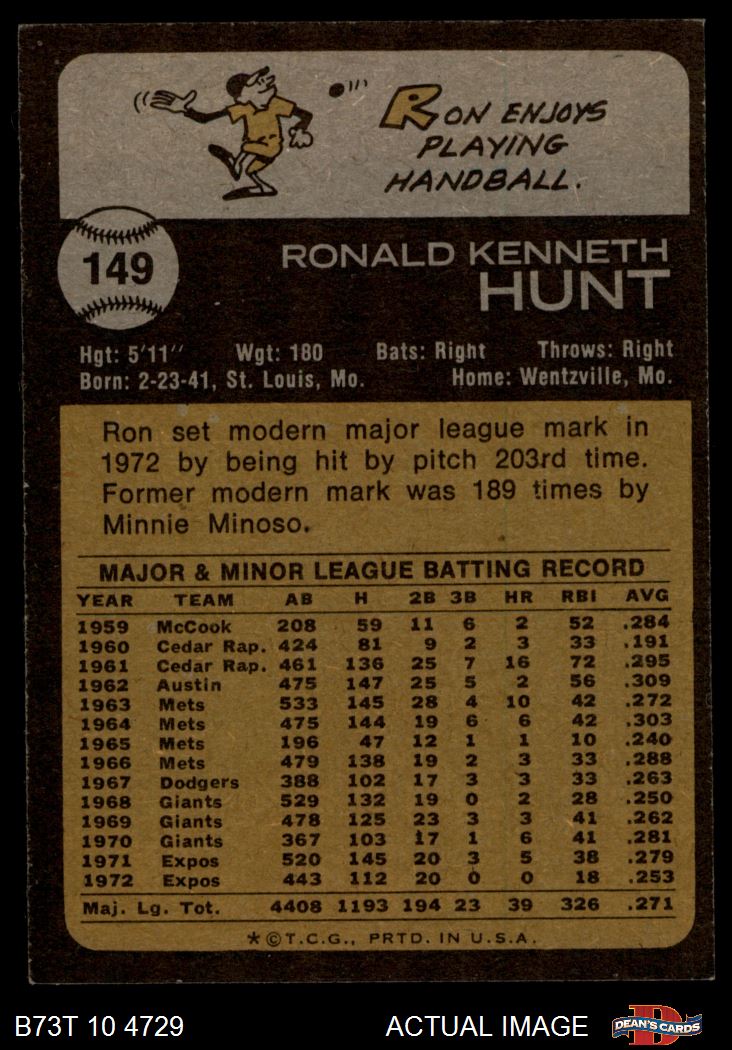 RON ENJOYS
PLAYING
HANDBALL.
149
RONALD KENNETH
HUNT
Hgt: 5'11" Wgt: 180 Bats: Right Throws: Right
Born: 2-23-41, St. Louis, Mo. Home: Wentzville, Mo.
Ron set modern major league mark in
1972 by being hit by pitch 203rd time.
Former modern mark was 189 times by
Minnie Minoso.
MAJOR & MINOR LEAGUE BATTING RECORD
YEAR TEAM AB H 2B 3B HR RBI AVG
1959 McCook 208 59 11 6 2 52 .284
1960 Cedar Rap. 424 81 9 2 3 33 .191
1961 Cedar Rap. 461 136 25 7 16 72 .295
1962 Austin 475 147 25 5 2 56 .309
1963 Mets 533 145 28 4 10 42 .272
1964 Mets 475 144 19 6 6 42 .303
1965 Mets 196 47 12 1 1 10 .240
1966 Mets 479 138 19 2 3 33 .288
1967 Dodgers 388 102 17 3 3 33 .263
1968 Giants 529 132 19 0 2 28 .250
1969 Giants 478 125 23 3 3 41 .262
1970 Giants 367 103 17 1 6 41 .281
1971 Expos 520 145 20 3 5 38 .279
1972 Expos 443 112 20 0 0 18 .253
Maj. Lg. Tot. 4408 1193 194 23 39 326 .271
*©T.C.G., PRTD. IN U.S.A.
B73T 10 4729 ACTUAL IMAGE D DEAN'S CARDS